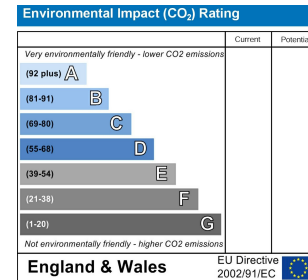 Environmental Impact (CO₂) Rating
Current Potentia
Very environmentally friendly - lower CO2 emissions
(92 plus) A
(81-91) B
(69-80) C
(55-68) D
(39-54) E
(21-38) F
(1-20) G
Not environmentally friendly - higher CO2 emissions
England & Wales
EU Directive
2002/91/EC